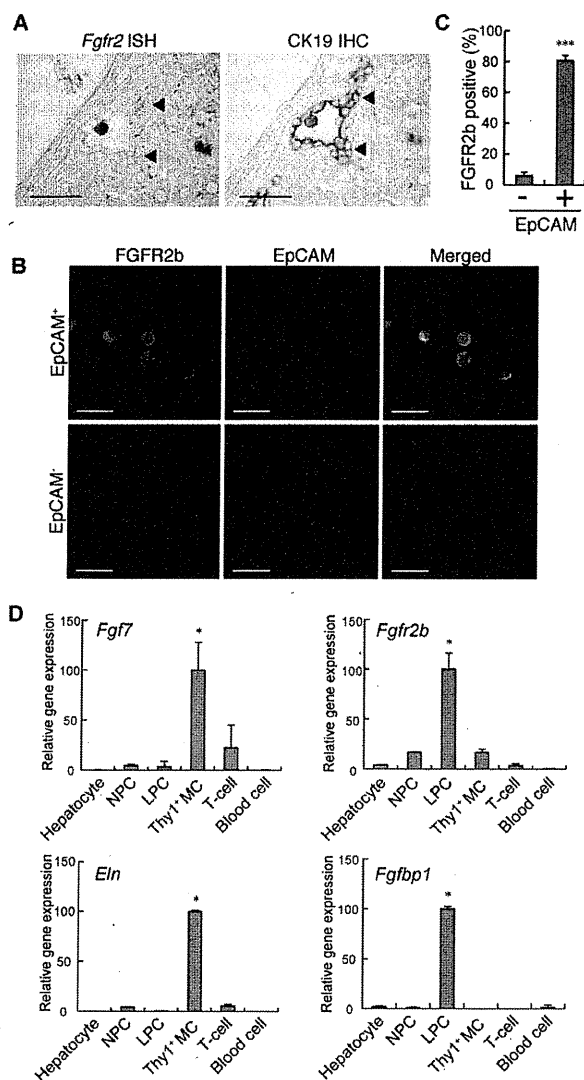 A
Fgfr2 ISH
CK19 IHC
C
FGFR2b positive (%)
100
80
60
40
20
0
***
- +
EpCAM
B
FGFR2b EpCAM Merged
EpCAM+
EpCAM-
D
Fgf7
Relative gene expression
150
100
50
0
*
Hepatocyte
NPC
LPC
Thy1+ MC
T-cell
Blood cell
Fgfr2b
Relative gene expression
150
100
50
0
*
Hepatocyte
NPC
LPC
Thy1+ MC
T-cell
Blood cell
Eln
Relative gene expression
150
100
50
0
*
Hepatocyte
NPC
LPC
Thy1+ MC
T-cell
Blood cell
Fgfbp1
Relative gene expression
150
100
50
0
*
Hepatocyte
NPC
LPC
Thy1+ MC
T-cell
Blood cell